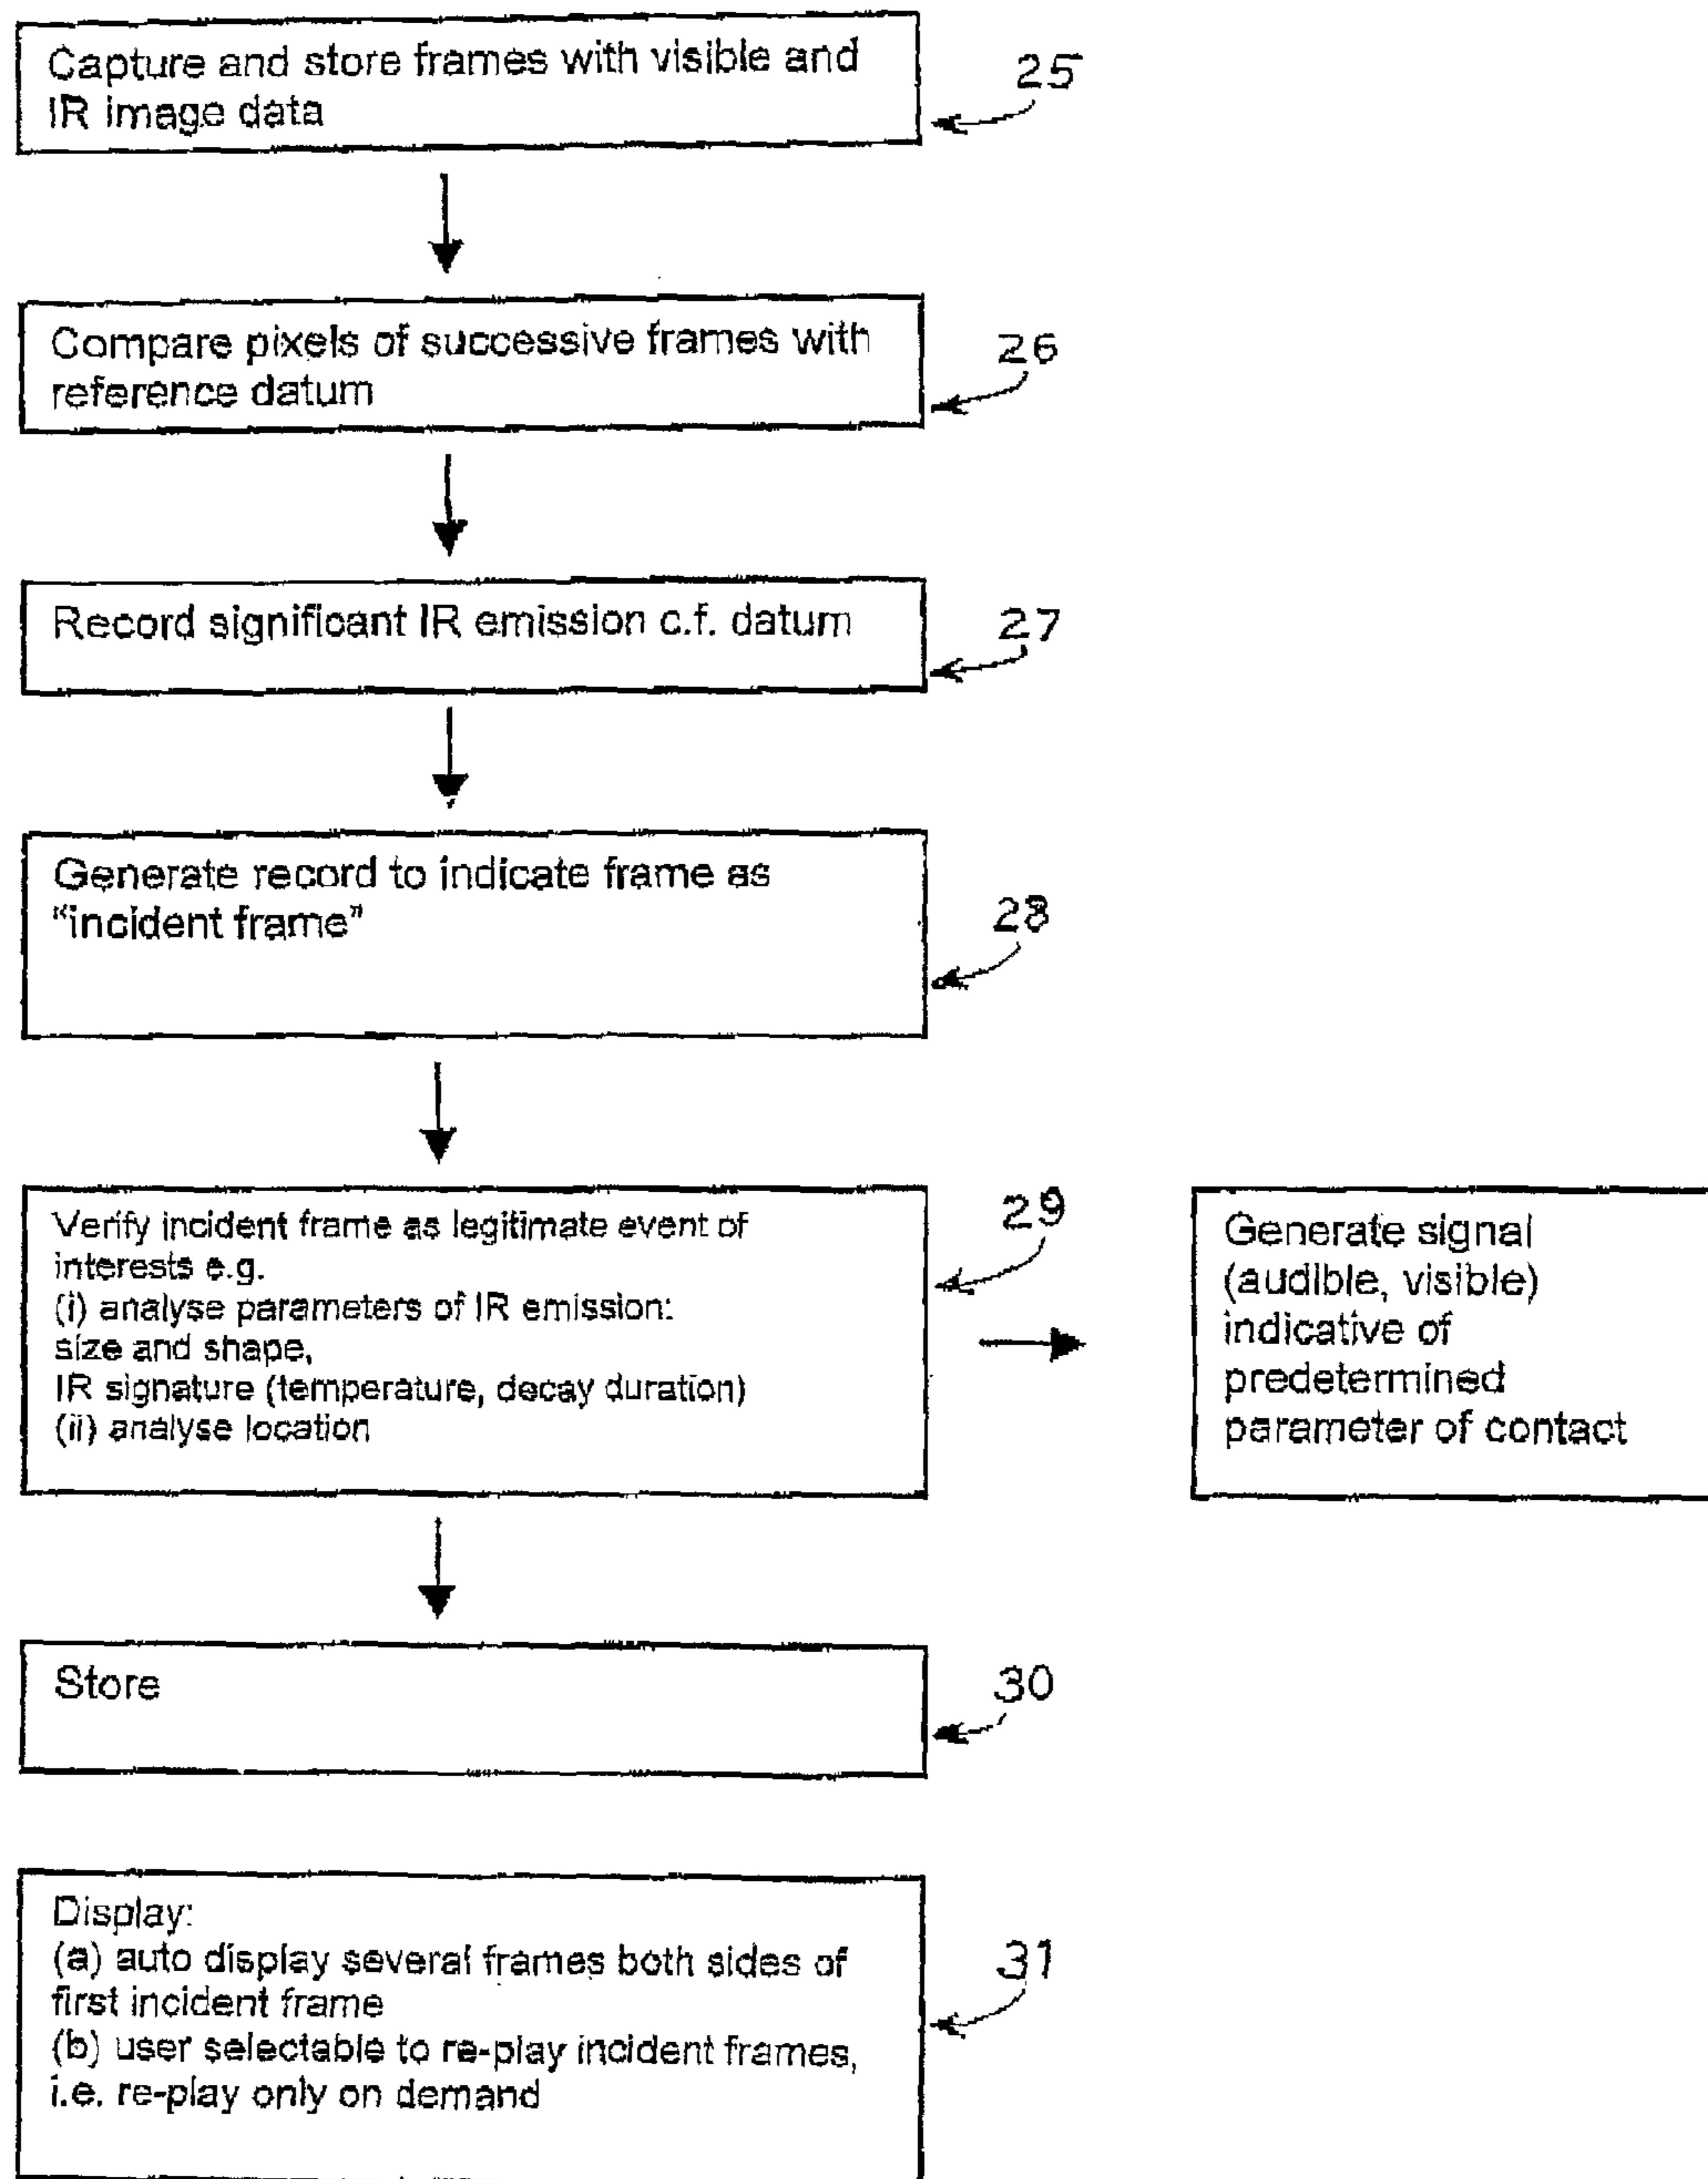 Capture and store frames with visible and
IR image data
25
Compare pixels of successive frames with
reference datum
26
Record significant IR emission c.f. datum
27
Generate record to indicate frame as
“incident frame”
28
Verify incident frame as legitimate event of
interests e.g.
(i) analyse parameters of IR emission:
size and shape,
IR signature (temperature, decay duration)
(ii) analyse location
29
Generate signal
(audible, visible)
indicative of
predetermined
parameter of contact
Store
30
Display:
(a) auto display several frames both sides of
first incident frame
(b) user selectable to re-play incident frames,
i.e. re-play only on demand
31